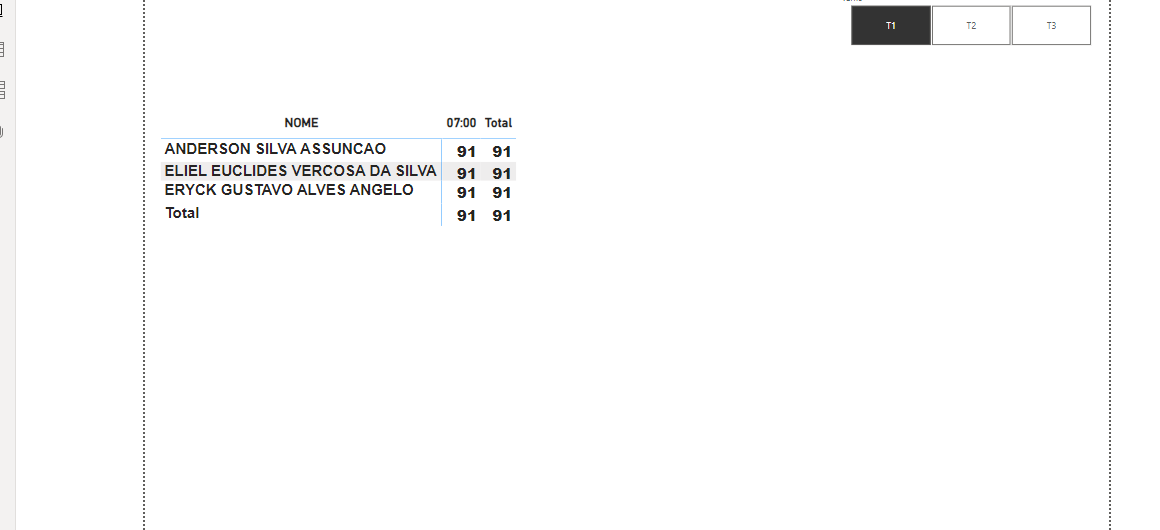 T1 T2 T3
NOME 07:00 Total
ANDERSON SILVA ASSUNCAO 91 91
ELIEL EUCLIDES VERCOSA DA SILVA 91 91
ERYCK GUSTAVO ALVES ANGELO 91 91
Total 91 91